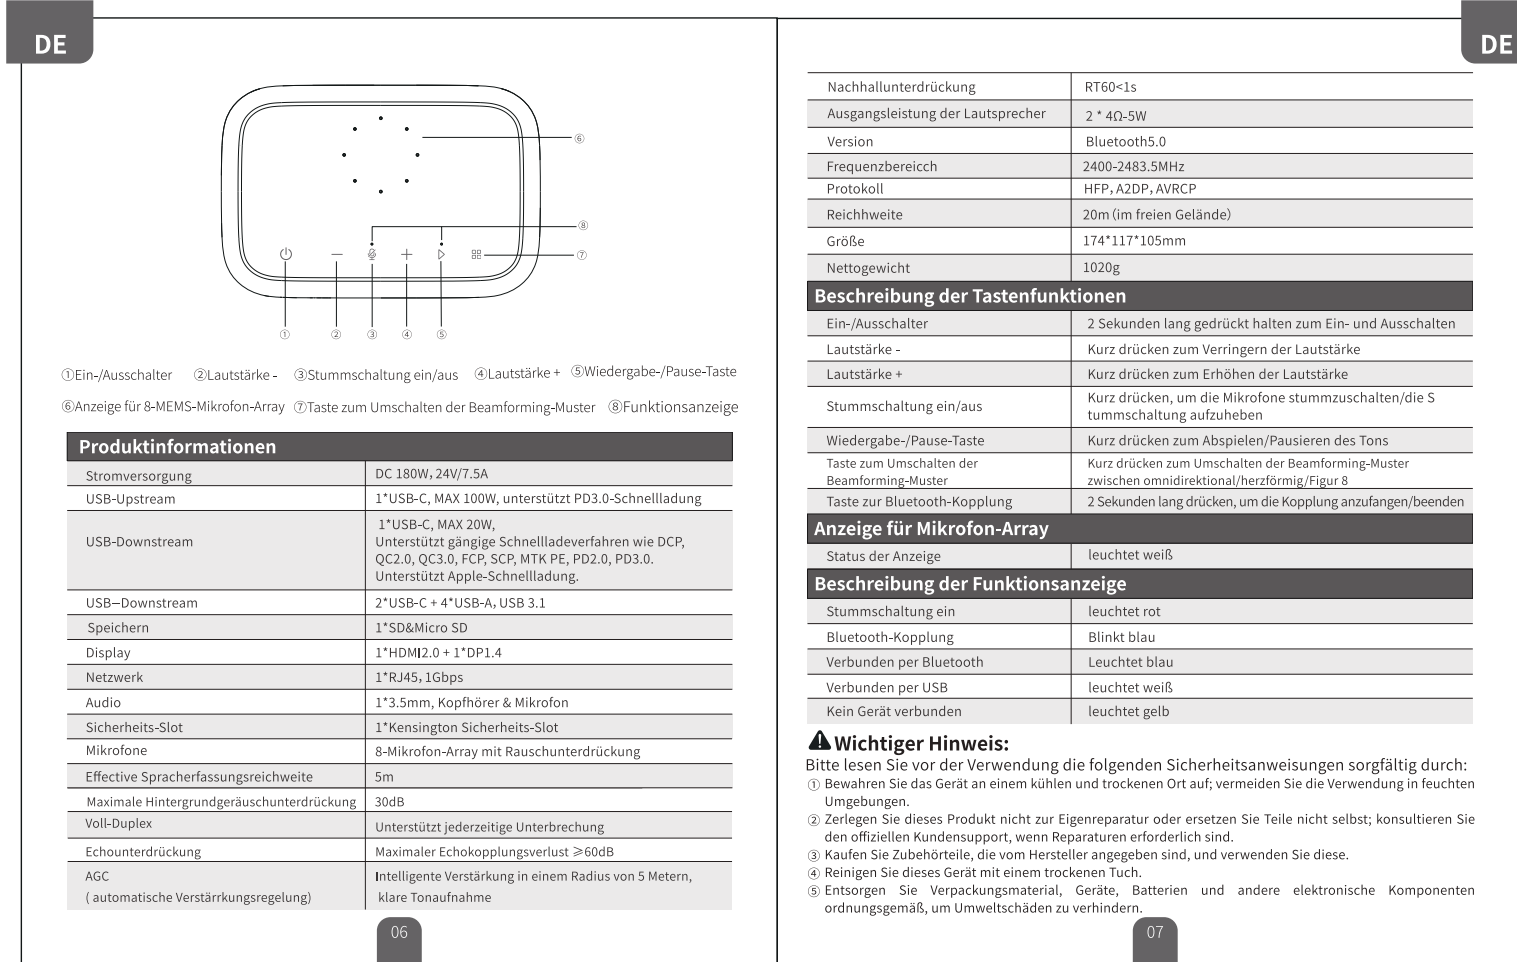 DE
⑥
⑧
⑦
① ② ③ ④ ⑤
①Ein-/Ausschalter ②Lautstärke - ③Stummschaltung ein/aus ④Lautstärke + ⑤Wiedergabe-/Pause-Taste
⑥Anzeige für 8-MEMS-Mikrofon-Array ⑦Taste zum Umschalten der Beamforming-Muster ⑧Funktionsanzeige
Produktinformationen
Stromversorgung DC 180W, 24V/7.5A
USB-Upstream 1*USB-C, MAX 100W, unterstützt PD3.0-Schnellladung
USB-Downstream 1*USB-C, MAX 20W,
Unterstützt gängige Schnellladeverfahren wie DCP,
QC2.0, QC3.0, FCP, SCP, MTK PE, PD2.0, PD3.0.
Unterstützt Apple-Schnellladung.
USB—Downstream 2*USB-C + 4*USB-A, USB 3.1
Speichern 1*SD&Micro SD
Display 1*HDMI2.0 + 1*DP1.4
Netzwerk 1*RJ45, 1Gbps
Audio 1*3.5mm, Kopfhörer & Mikrofon
Sicherheits-Slot 1*Kensington Sicherheits-Slot
Mikrofone 8-Mikrofon-Array mit Rauschunterdrückung
Effective Spracherfassungsreichweite 5m
Maximale Hintergrundgeräuschunterdrückung 30dB
Voll-Duplex Unterstützt jederzeitige Unterbrechung
Echounterdrückung Maximaler Echokopplungsverlust ⩾60dB
AGC Intelligente Verstärkung in einem Radius von 5 Metern,
( automatische Verstärrkungsregelung) klare Tonaufnahme
06
DE
Nachhallunterdrückung RT60<1s
Ausgangsleistung der Lautsprecher 2 * 4Ω-5W
Version Bluetooth5.0
Frequenzbereicch 2400-2483.5MHz
Protokoll HFP, A2DP, AVRCP
Reichhweite 20m (im freien Gelände)
Größe 174*117*105mm
Nettogewicht 1020g
Beschreibung der Tastenfunktionen
Ein-/Ausschalter 2 Sekunden lang gedrückt halten zum Ein- und Ausschalten
Lautstärke - Kurz drücken zum Verringern der Lautstärke
Lautstärke + Kurz drücken zum Erhöhen der Lautstärke
Stummschaltung ein/aus Kurz drücken, um die Mikrofone stummzuschalten/die S
tummschaltung aufzuheben
Wiedergabe-/Pause-Taste Kurz drücken zum Abspielen/Pausieren des Tons
Taste zum Umschalten der Kurz drücken zum Umschalten der Beamforming-Muster
Beamforming-Muster zwischen omnidirektional/herzförmig/Figur 8
Taste zur Bluetooth-Kopplung 2 Sekunden lang drücken, um die Kopplung anzufangen/beenden
Anzeige für Mikrofon-Array
Status der Anzeige leuchtet weiß
Beschreibung der Funktionsanzeige
Stummschaltung ein leuchtet rot
Bluetooth-Kopplung Blinkt blau
Verbunden per Bluetooth Leuchtet blau
Verbunden per USB leuchtet weiß
Kein Gerät verbunden leuchtet gelb
Wichtiger Hinweis:
Bitte lesen Sie vor der Verwendung die folgenden Sicherheitsanweisungen sorgfältig durch:
① Bewahren Sie das Gerät an einem kühlen und trockenen Ort auf; vermeiden Sie die Verwendung in feuchten
Umgebungen.
② Zerlegen Sie dieses Produkt nicht zur Eigenreparatur oder ersetzen Sie Teile nicht selbst; konsultieren Sie
den offiziellen Kundensupport, wenn Reparaturen erforderlich sind.
③ Kaufen Sie Zubehörteile, die vom Hersteller angegeben sind, und verwenden Sie diese.
④ Reinigen Sie dieses Gerät mit einem trockenen Tuch.
⑤ Entsorgen Sie Verpackungsmaterial, Geräte, Batterien und andere elektronische Komponenten
ordnungsgemäß, um Umweltschäden zu verhindern.
07